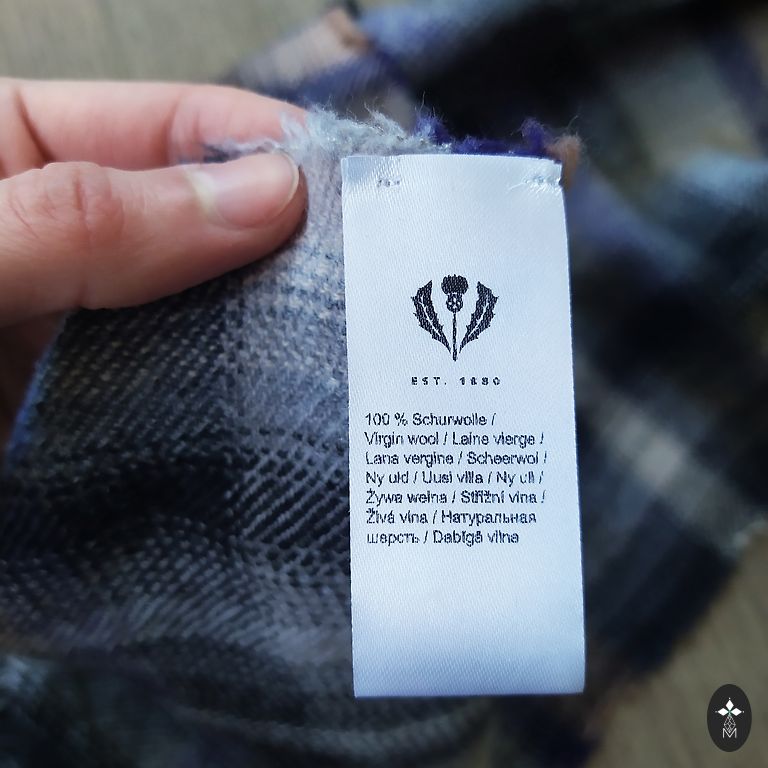 EST. 1880
100 % Schurwolle /
Virgin wool / Laine vierge /
Lana vergine / Scheerwol /
Ny uld / Uusi villa / Ny ull /
Żywa wełna / Střižní vlna /
Živá vlna / Натуральная
шерсть / Dabīgā vilna
M